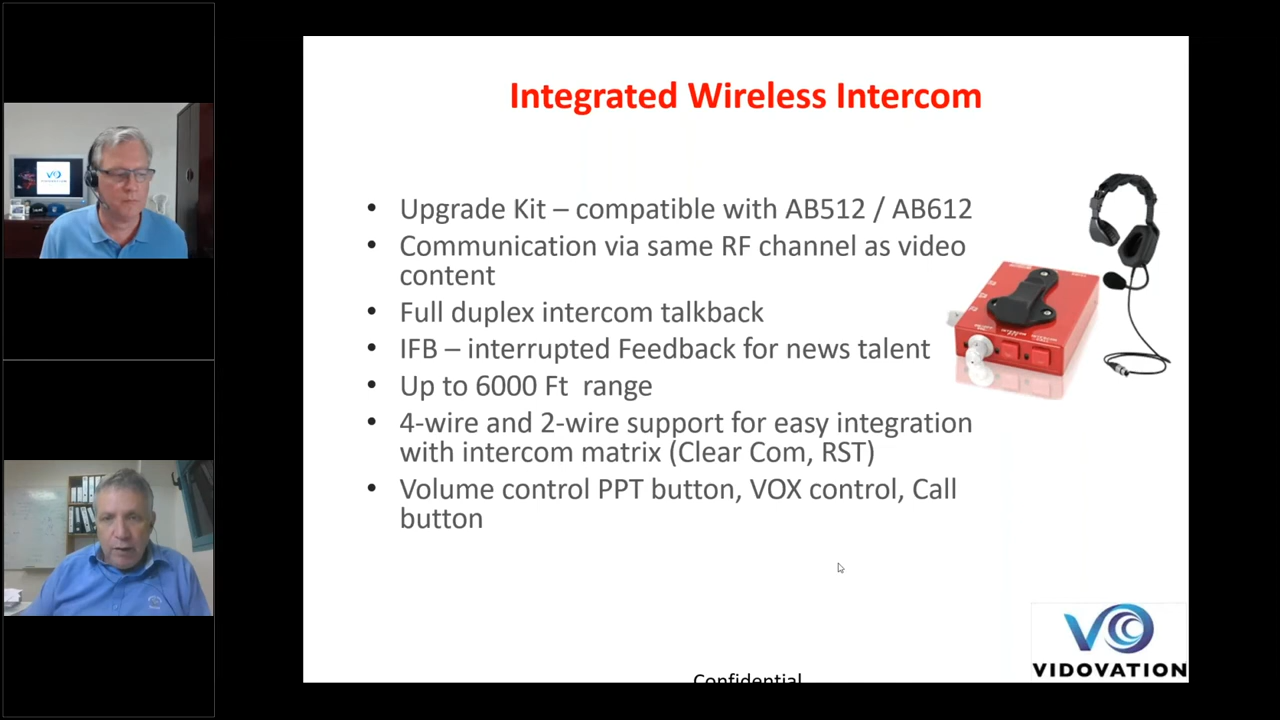 Integrated Wireless Intercom
• Upgrade Kit – compatible with AB512 / AB612
• Communication via same RF channel as video
content
• Full duplex intercom talkback
• IFB – interrupted Feedback for news talent
• Up to 6000 Ft  range
• 4-wire and 2-wire support for easy integration
with intercom matrix (Clear Com, RST)
• Volume control PPT button, VOX control, Call
button
VIDOVATION
Confidential